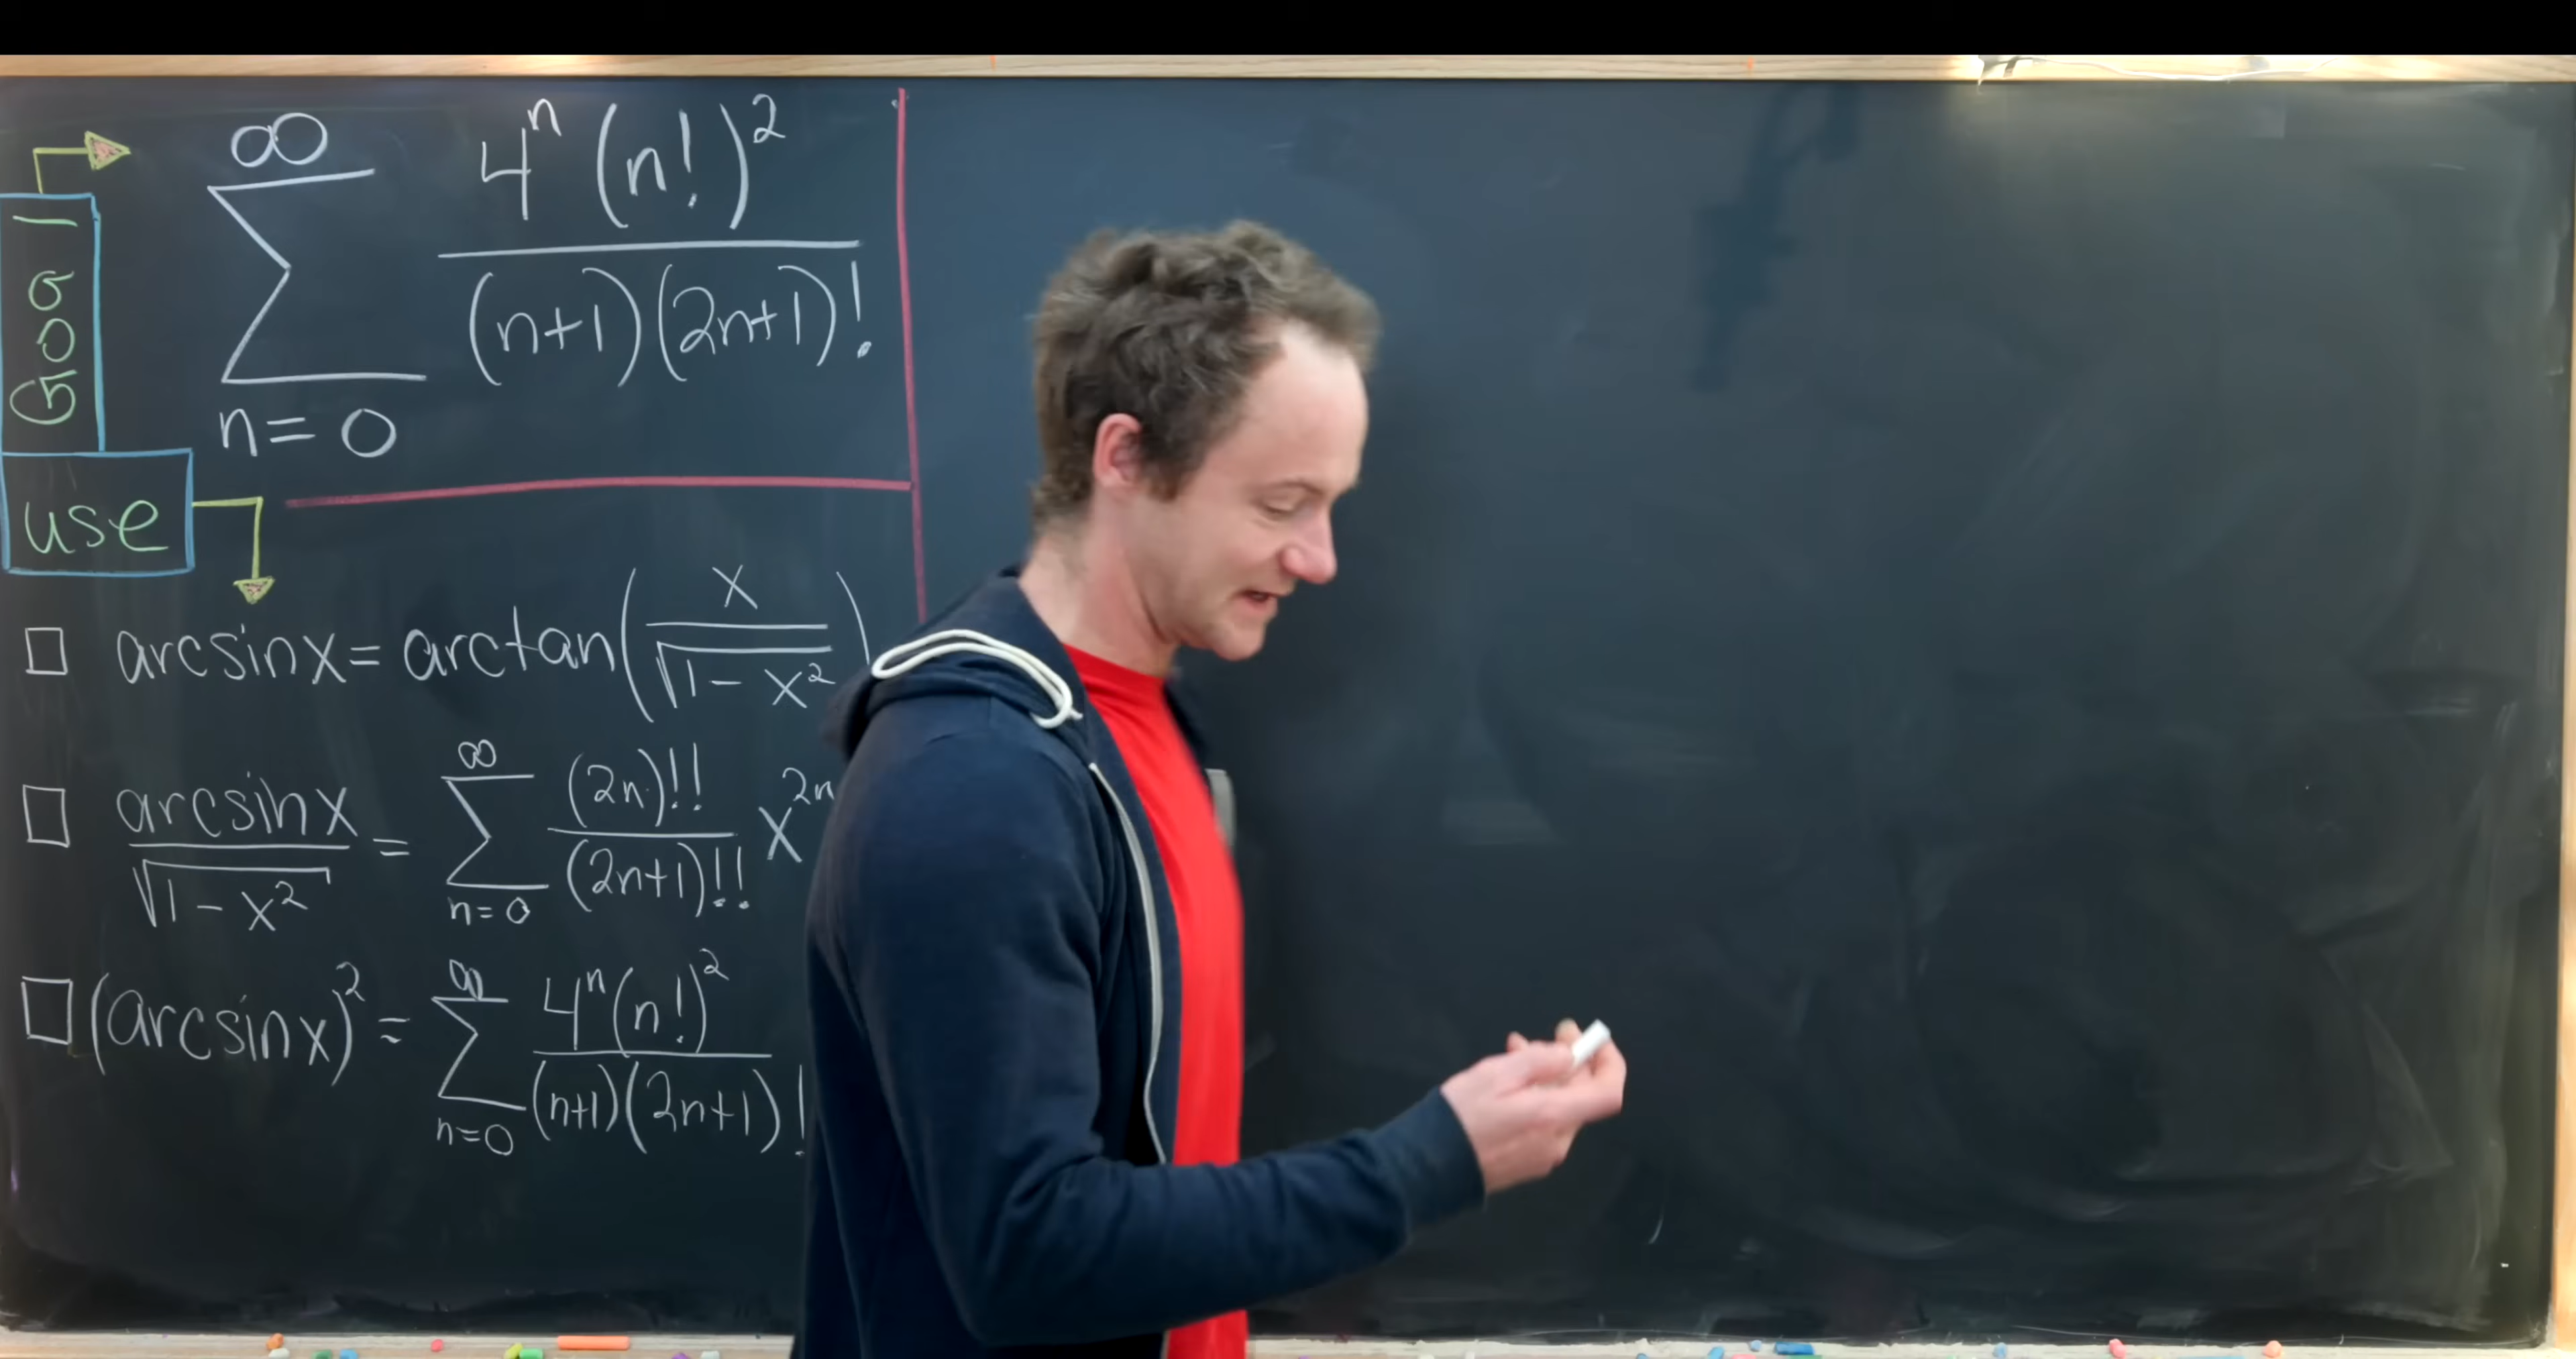 goal
∞ Σ n=0 4^n (n!)^2 / (n+1)(2n+1)!
use
□ arcsinx = arctan(x / √1-x^2)
□ arcsinx / √1-x^2 = ∞ Σ n=0 (2n)!! / (2n+1)!! x^2n
□ (arcsinx)^2 = ∞ Σ n=0 4^n (n!)^2 / (n+1)(2n+1)!